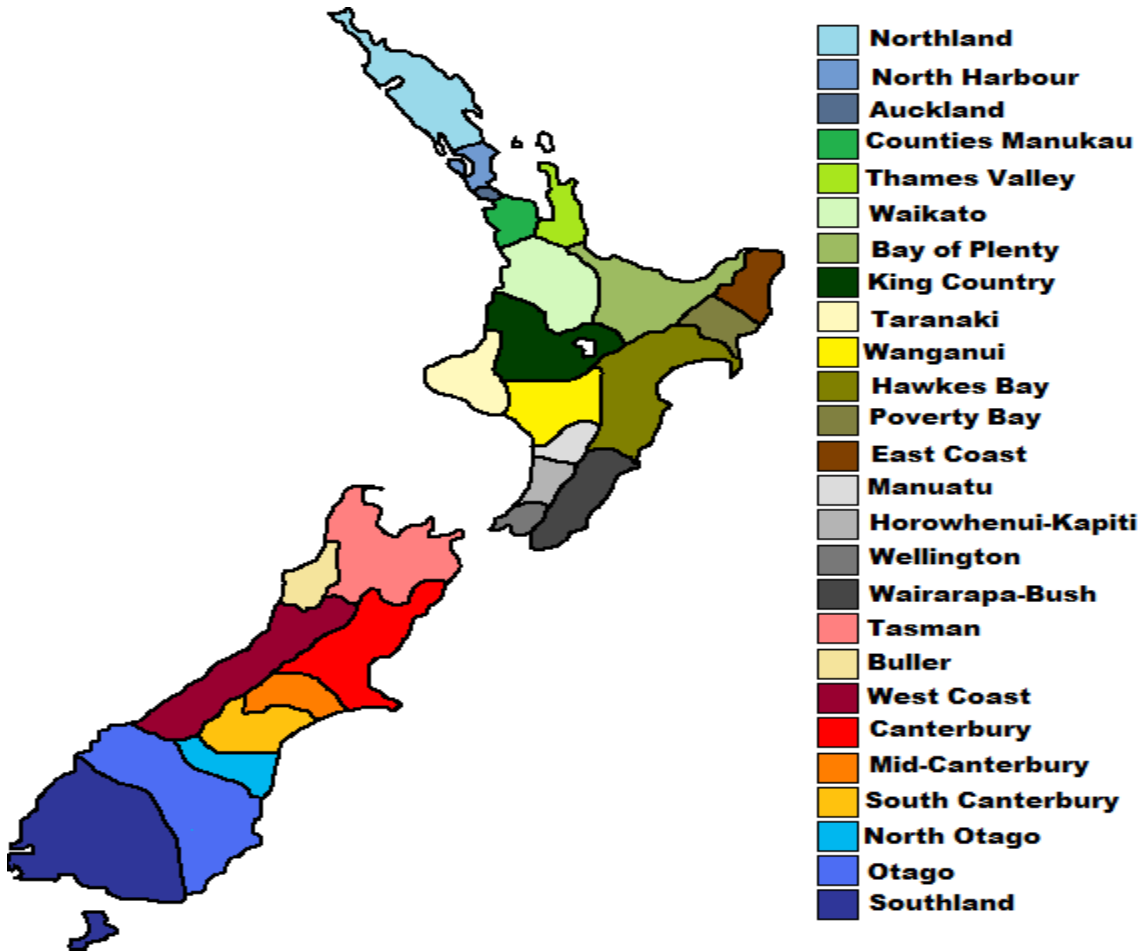 Northland
North Harbour
Auckland
Counties Manukau
Thames Valley
Waikato
Bay of Plenty
King Country
Taranaki
Wanganui
Hawkes Bay
Poverty Bay
East Coast
Manuatu
Horowhenui-Kapiti
Wellington
Wairarapa-Bush
Tasman
Buller
West Coast
Canterbury
Mid-Canterbury
South Canterbury
North Otago
Otago
Southland